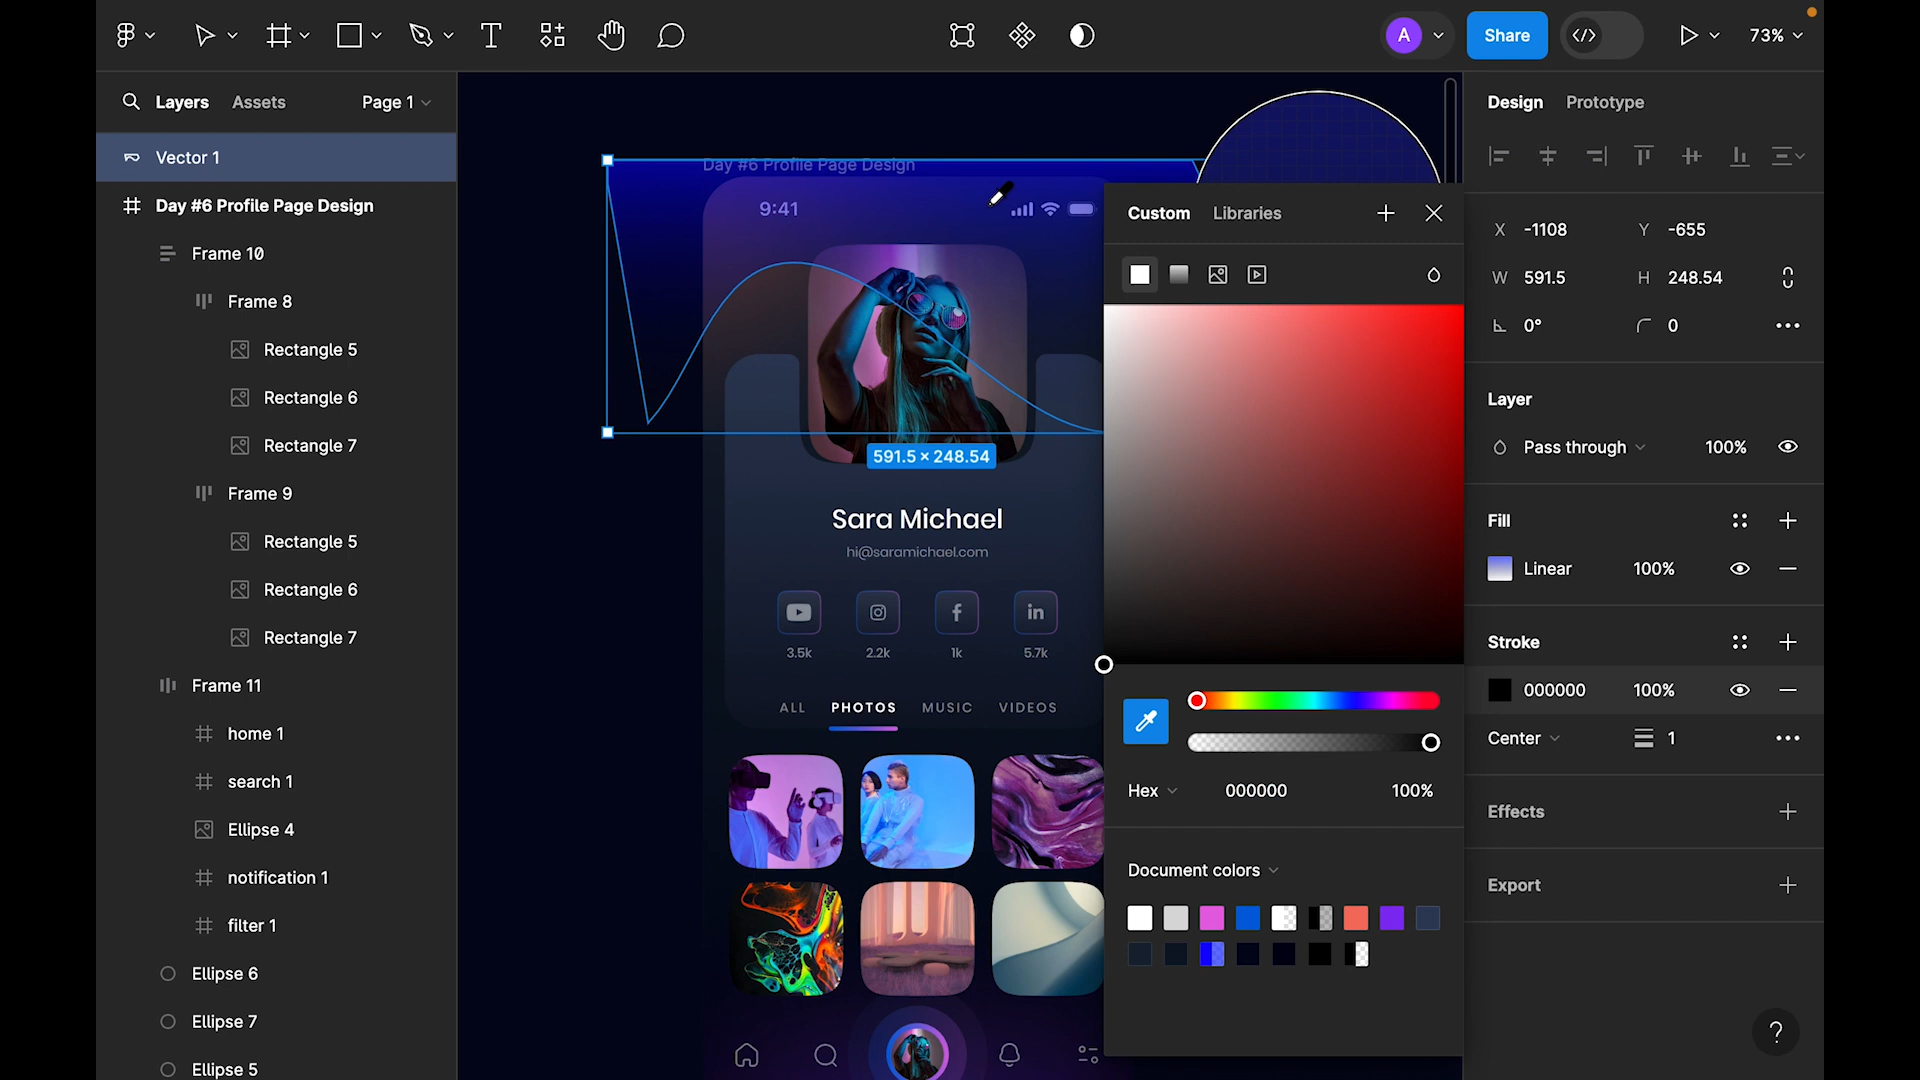 A
Share
73%
Layers
Assets
Page 1
Design
Prototype
Vector 1
Day #6 Profile Page Design
Frame 10
Frame 8
Rectangle 5
Rectangle 6
Rectangle 7
Frame 9
Rectangle 5
Rectangle 6
Rectangle 7
Frame 11
home 1
search 1
Ellipse 4
notification 1
filter 1
Ellipse 6
Ellipse 7
Ellipse 5
Day #6 Profile Page Design
9:41
591.5 × 248.54
Sara Michael
hi@saramichael.com
3.5k
2.2k
1k
5.7k
ALL
PHOTOS
MUSIC
VIDEOS
Custom
Libraries
Hex
000000
100%
Document colors
X -1108
Y -655
W 591.5
H 248.54
0°
0
Layer
Pass through
100%
Fill
Linear
100%
Stroke
000000
100%
Center
1
Effects
Export
?